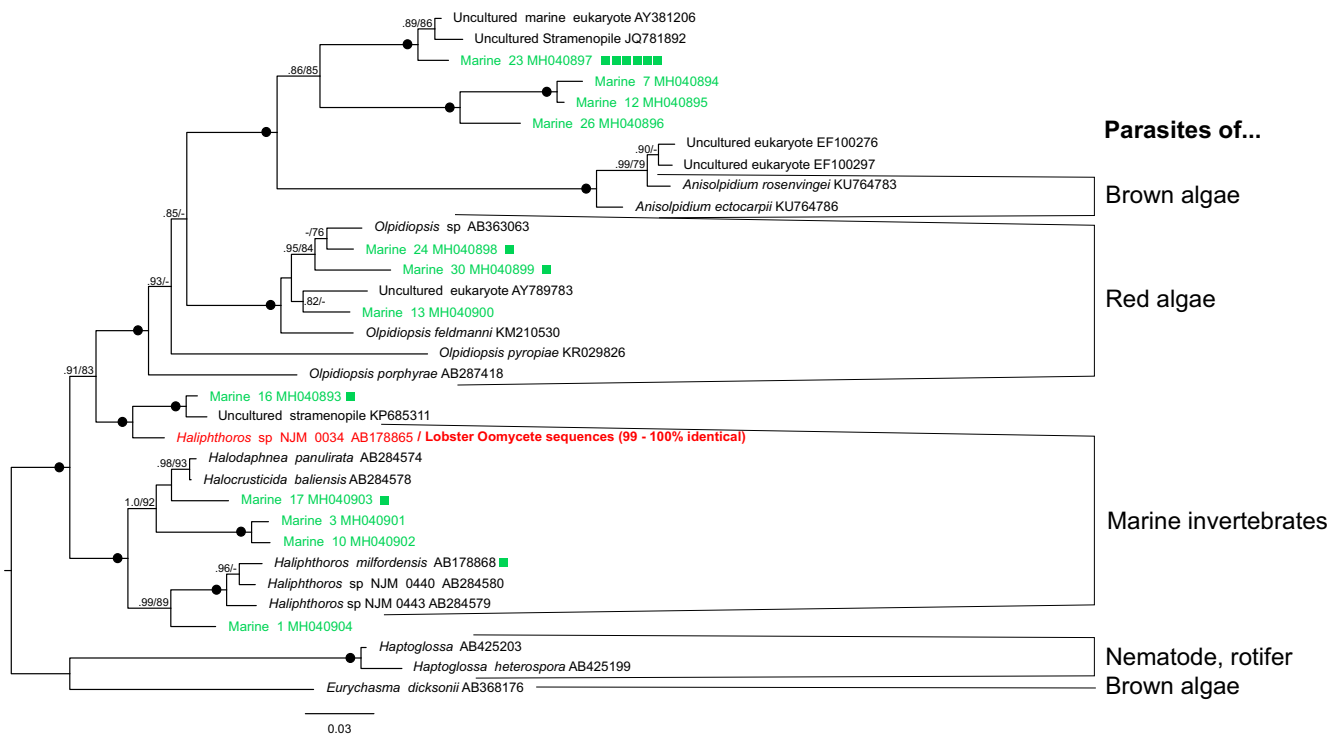 Uncultured marine eukaryote AY381206
.89/86
Uncultured Stramenopile JQ781892
Marine 23 MH040897
.86/85
Marine 7 MH040894
Marine 12 MH040895
Marine 26 MH040896
Parasites of...
Uncultured eukaryote EF100276
.90/-
Uncultured eukaryote EF100297
.99/79
Anisolpidium rosenvingei KU764783
Brown algae
Anisolpidium ectocarpii KU764786
.85/-
Olpidiopsis sp AB363063
-/76
Marine 24 MH040898
.95/84
Marine 30 MH040899
.93/-
Uncultured eukaryote AY789783
Red algae
.82/-
Marine 13 MH040900
Olpidiopsis feldmanni KM210530
Olpidiopsis pyropiae KR029826
.91/83
Olpidiopsis porphyrae AB287418
Marine 16 MH040893
Uncultured stramenopile KP685311
Haliphthoros sp NJM 0034 AB178865 / Lobster Oomycete sequences (99 - 100% identical)
Halodaphnea panulirata AB284574
.98/93
Halocrusticida baliensis AB284578
1.0/92
Marine 17 MH040903
Marine 3 MH040901
Marine invertebrates
Marine 10 MH040902
Haliphthoros milfordensis AB178868
.96/-
Haliphthoros sp NJM 0440 AB284580
.99/89
Haliphthoros sp NJM 0443 AB284579
Marine 1 MH040904
Haptoglossa AB425203
Nematode, rotifer
Haptoglossa heterospora AB425199
Eurychasma dicksonii AB368176
Brown algae
0.03